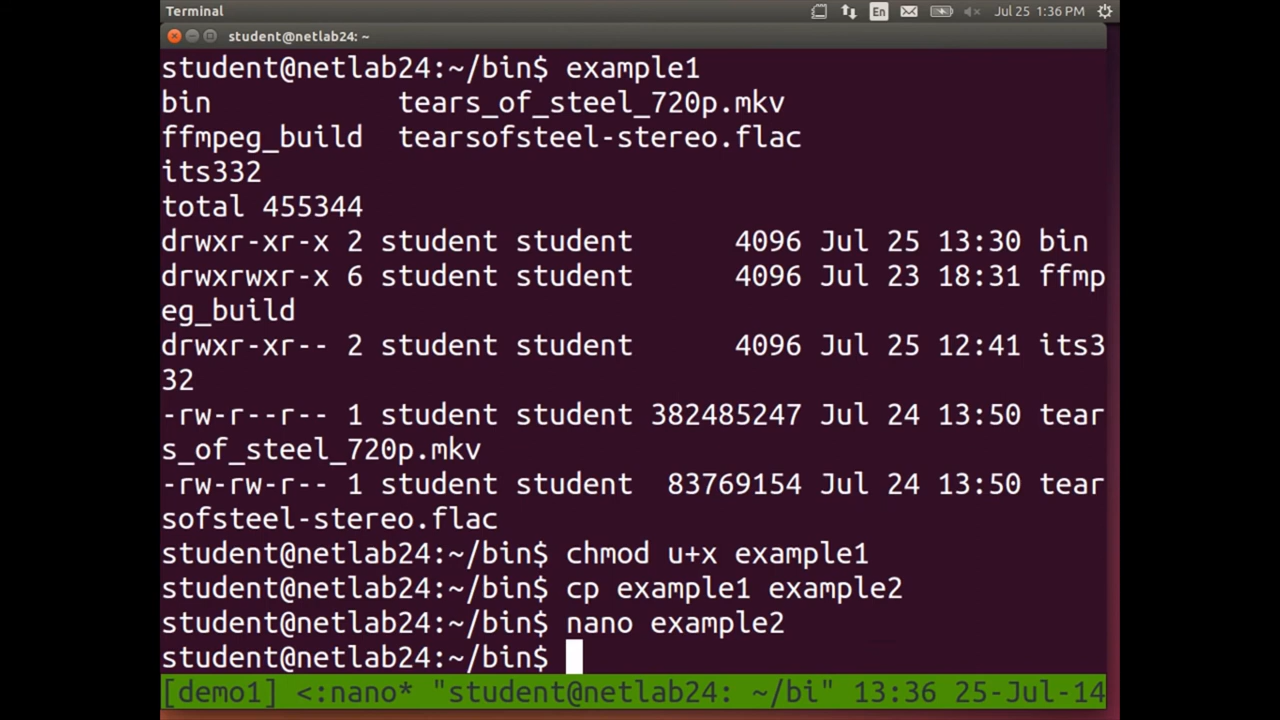 Terminal
En
Jul 25 1:36 PM
student@netlab24: ~
student@netlab24:~/bin$ example1
bin tears_of_steel_720p.mkv
ffmpeg_build tearsofsteel-stereo.flac
its332
total 455344
drwxr-xr-x 2 student student 4096 Jul 25 13:30 bin
drwxrwxr-x 6 student student 4096 Jul 23 18:31 ffmp
eg_build
drwxr-xr-- 2 student student 4096 Jul 25 12:41 its3
32
-rw-r--r-- 1 student student 382485247 Jul 24 13:50 tear
s_of_steel_720p.mkv
-rw-rw-r-- 1 student student 83769154 Jul 24 13:50 tear
sofsteel-stereo.flac
student@netlab24:~/bin$ chmod u+x example1
student@netlab24:~/bin$ cp example1 example2
student@netlab24:~/bin$ nano example2
student@netlab24:~/bin$
[demo1] <:nano* "student@netlab24: ~/bi" 13:36 25-Jul-14